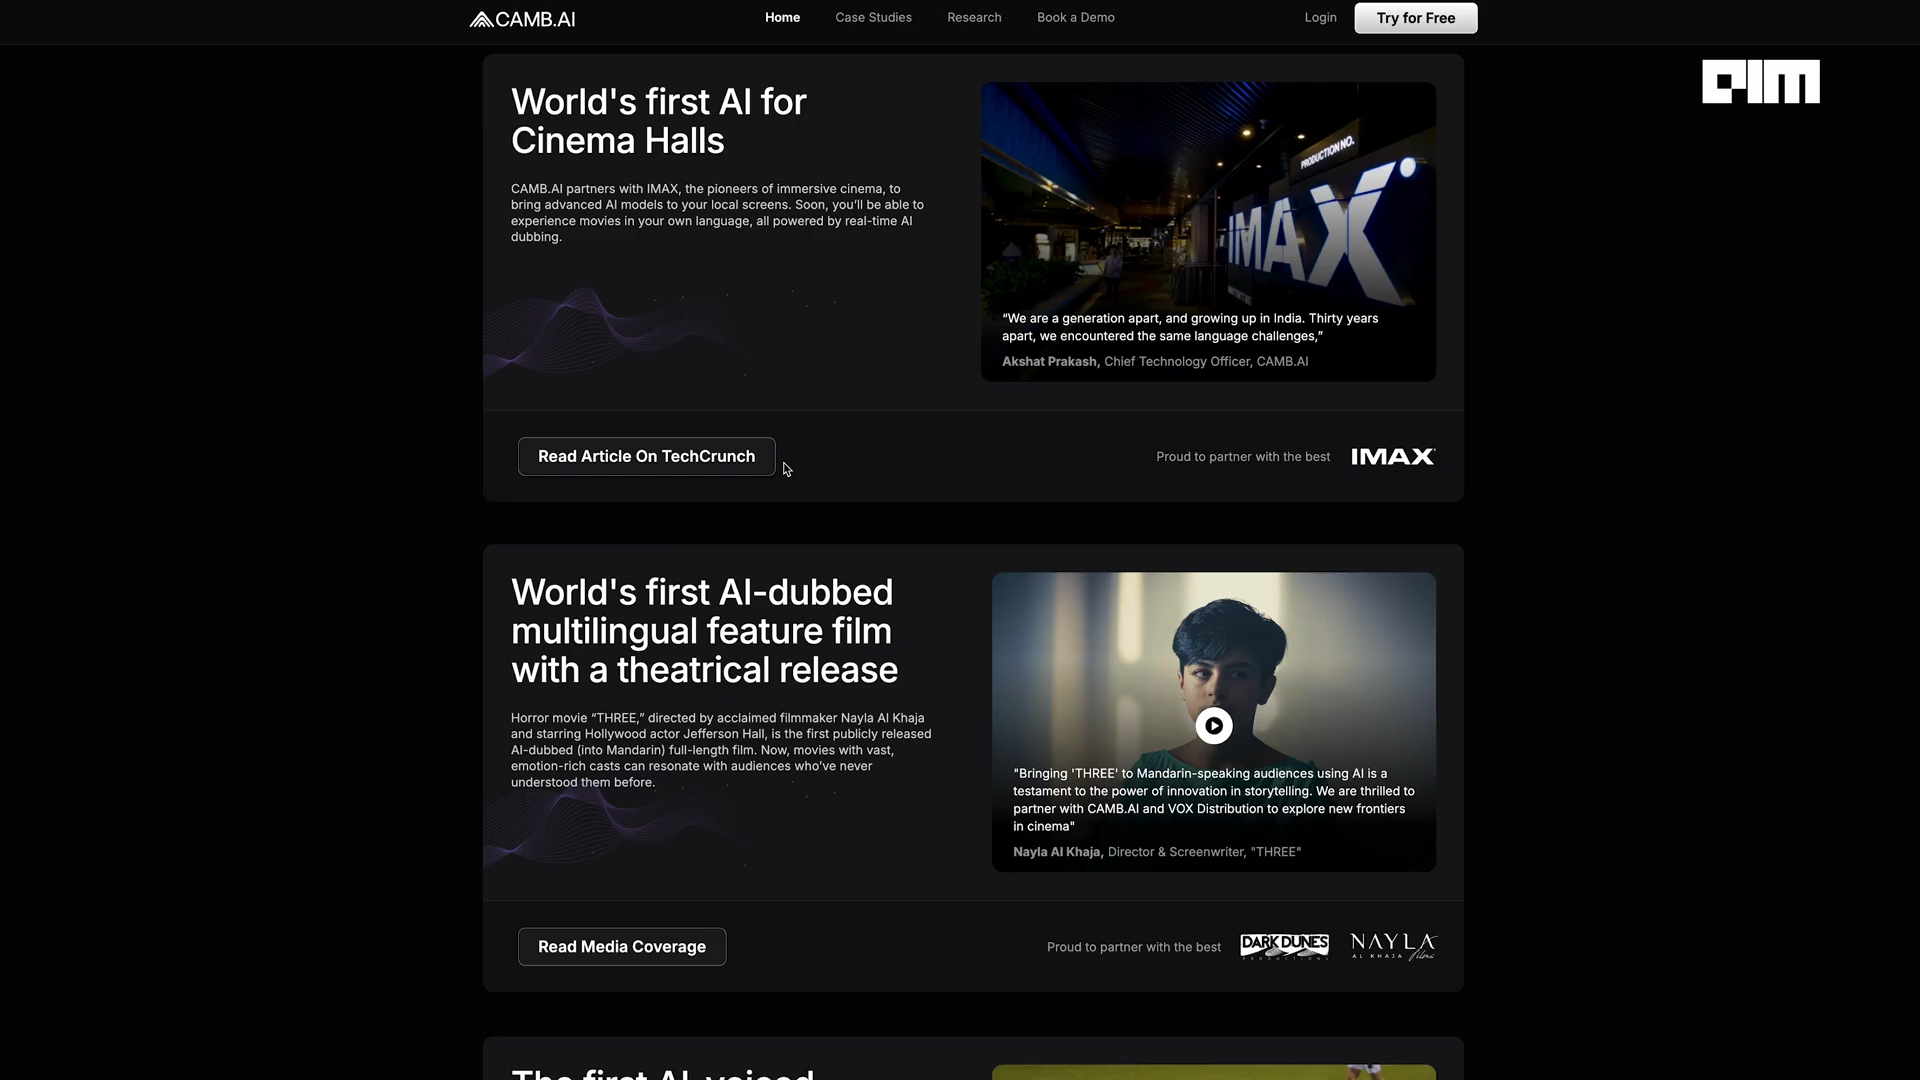 CAMB.AI
Home
Case Studies
Research
Book a Demo
Login
Try for Free
aim
World's first AI for
Cinema Halls
CAMB.AI partners with IMAX, the pioneers of immersive cinema, to
bring advanced AI models to your local screens. Soon, you'll be able to
experience movies in your own language, all powered by real-time AI
dubbing.
PRODUCTION NO.
IMAX
“We are a generation apart, and growing up in India. Thirty years
apart, we encountered the same language challenges,”
Akshat Prakash, Chief Technology Officer, CAMB.AI
Read Article On TechCrunch
Proud to partner with the best
IMAX
World's first AI-dubbed
multilingual feature film
with a theatrical release
Horror movie “THREE,” directed by acclaimed filmmaker Nayla Al Khaja
and starring Hollywood actor Jefferson Hall, is the first publicly released
AI-dubbed (into Mandarin) full-length film. Now, movies with vast,
emotion-rich casts can resonate with audiences who’ve never
understood them before.
"Bringing 'THREE' to Mandarin-speaking audiences using AI is a
testament to the power of innovation in storytelling. We are thrilled to
partner with CAMB.AI and VOX Distribution to explore new frontiers
in cinema"
Nayla Al Khaja, Director & Screenwriter, "THREE"
Read Media Coverage
Proud to partner with the best
DARK DUNES
PRODUCTIONS
NAYLA
AL KHAJA films
The first AI-voiced